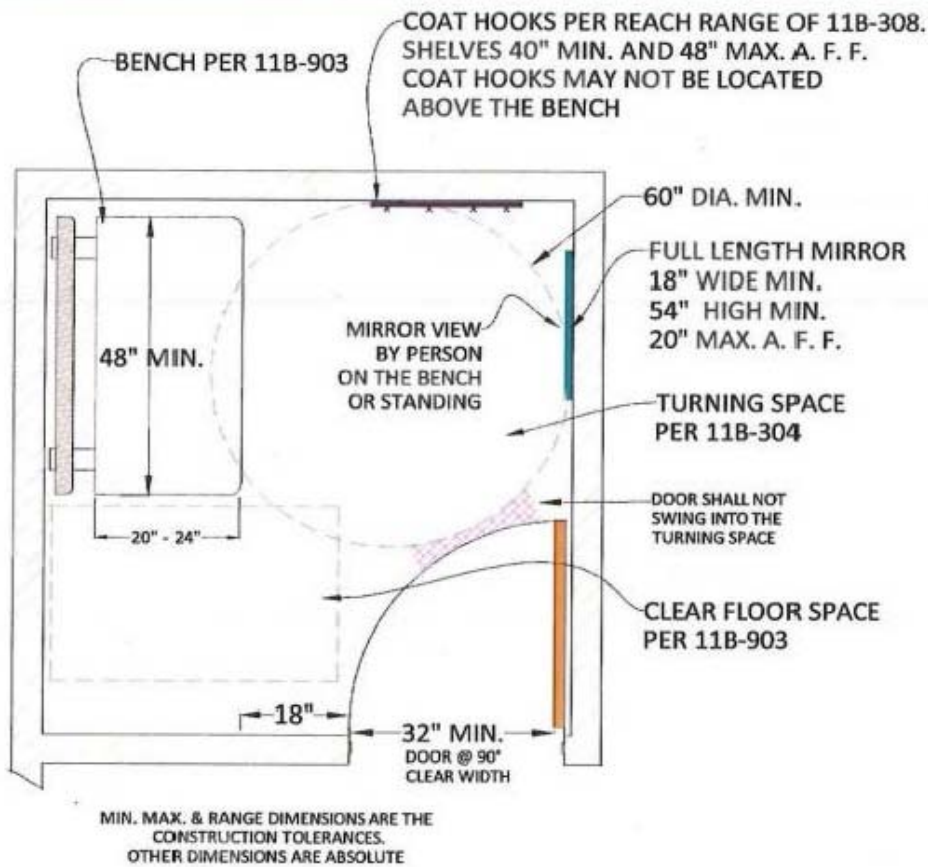 COAT HOOKS PER REACH RANGE OF 11B-308.
SHELVES 40" MIN. AND 48" MAX. A. F. F.
COAT HOOKS MAY NOT BE LOCATED
ABOVE THE BENCH
BENCH PER 11B-903
60" DIA. MIN.
FULL LENGTH MIRROR
18" WIDE MIN.
54" HIGH MIN.
20" MAX. A. F. F.
MIRROR VIEW
BY PERSON
ON THE BENCH
OR STANDING
48" MIN.
TURNING SPACE
PER 11B-304
DOOR SHALL NOT
SWING INTO THE
TURNING SPACE
20" - 24"
CLEAR FLOOR SPACE
PER 11B-903
18"
32" MIN.
DOOR @ 90°
CLEAR WIDTH
MIN. MAX. & RANGE DIMENSIONS ARE THE
CONSTRUCTION TOLERANCES.
OTHER DIMENSIONS ARE ABSOLUTE